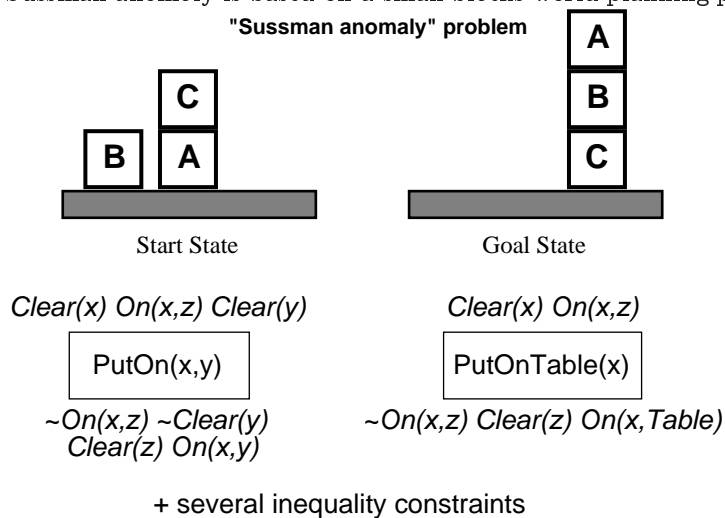 "Sussman anomaly" problem
A
C
B
B
A
C
Start State
Goal State
Clear(x) On(x,z) Clear(y)
Clear(x) On(x,z)
PutOn(x,y)
PutOnTable(x)
~On(x,z) ~Clear(y)
Clear(z) On(x,y)
~On(x,z) Clear(z) On(x,Table)
+ several inequality constraints